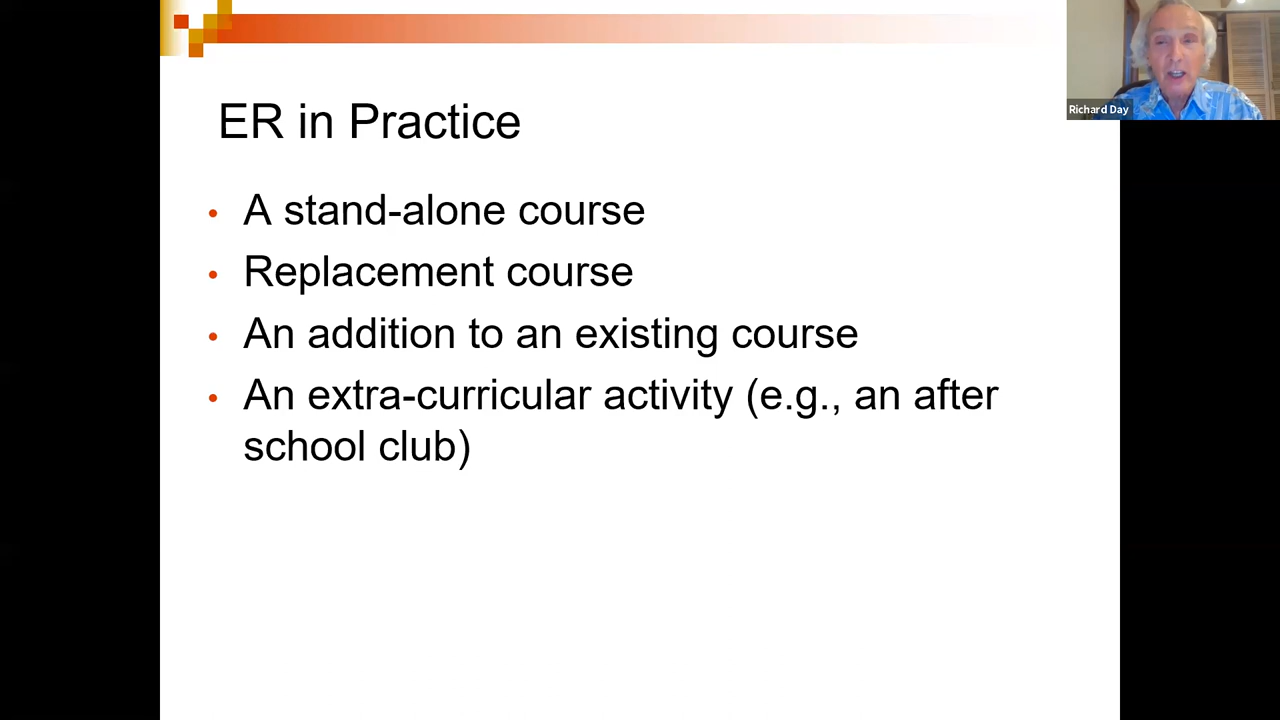 Richard Day
ER in Practice
• A stand-alone course
• Replacement course
• An addition to an existing course
• An extra-curricular activity (e.g., an after
school club)